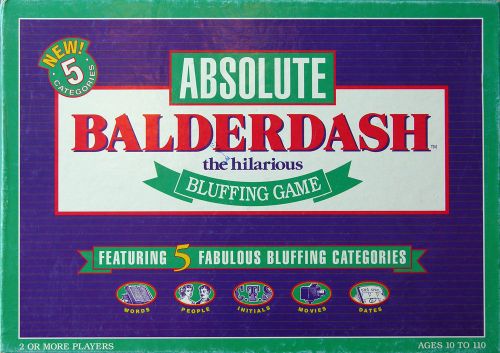 NEW!
5
CATEGORIES
ABSOLUTE
BALDERDASH™
the hilarious
BLUFFING GAME
FEATURING 5 FABULOUS BLUFFING CATEGORIES
WORDS PEOPLE INITIALS MOVIES DATES
2 OR MORE PLAYERS AGES 10 TO 110